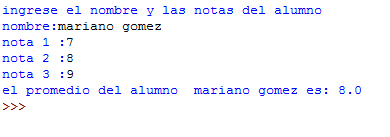 ingrese el nombre y las notas del alumno
nombre:mariano gomez
nota 1 :7
nota 2 :8
nota 3 :9
el promedio del alumno  mariano gomez es: 8.0
>>>